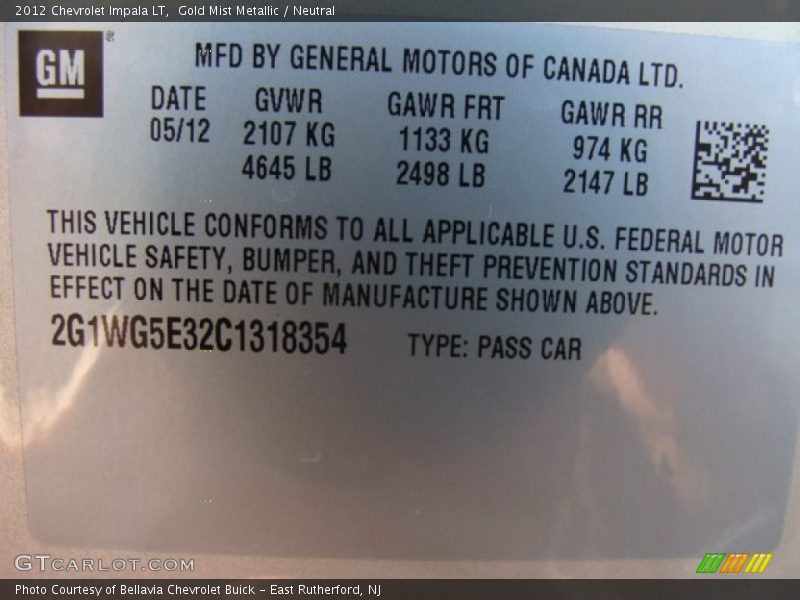 2012 Chevrolet Impala LT,  Gold Mist Metallic / Neutral
GM
MFD BY GENERAL MOTORS OF CANADA LTD.
DATE GVWR GAWR FRT GAWR RR
05/12 2107 KG 1133 KG 974 KG
4645 LB 2498 LB 2147 LB
THIS VEHICLE CONFORMS TO ALL APPLICABLE U.S. FEDERAL MOTOR
VEHICLE SAFETY, BUMPER, AND THEFT PREVENTION STANDARDS IN
EFFECT ON THE DATE OF MANUFACTURE SHOWN ABOVE.
2G1WG5E32C1318354 TYPE: PASS CAR
GTCARLOT.COM
Photo Courtesy of Bellavia Chevrolet Buick – East Rutherford, NJ